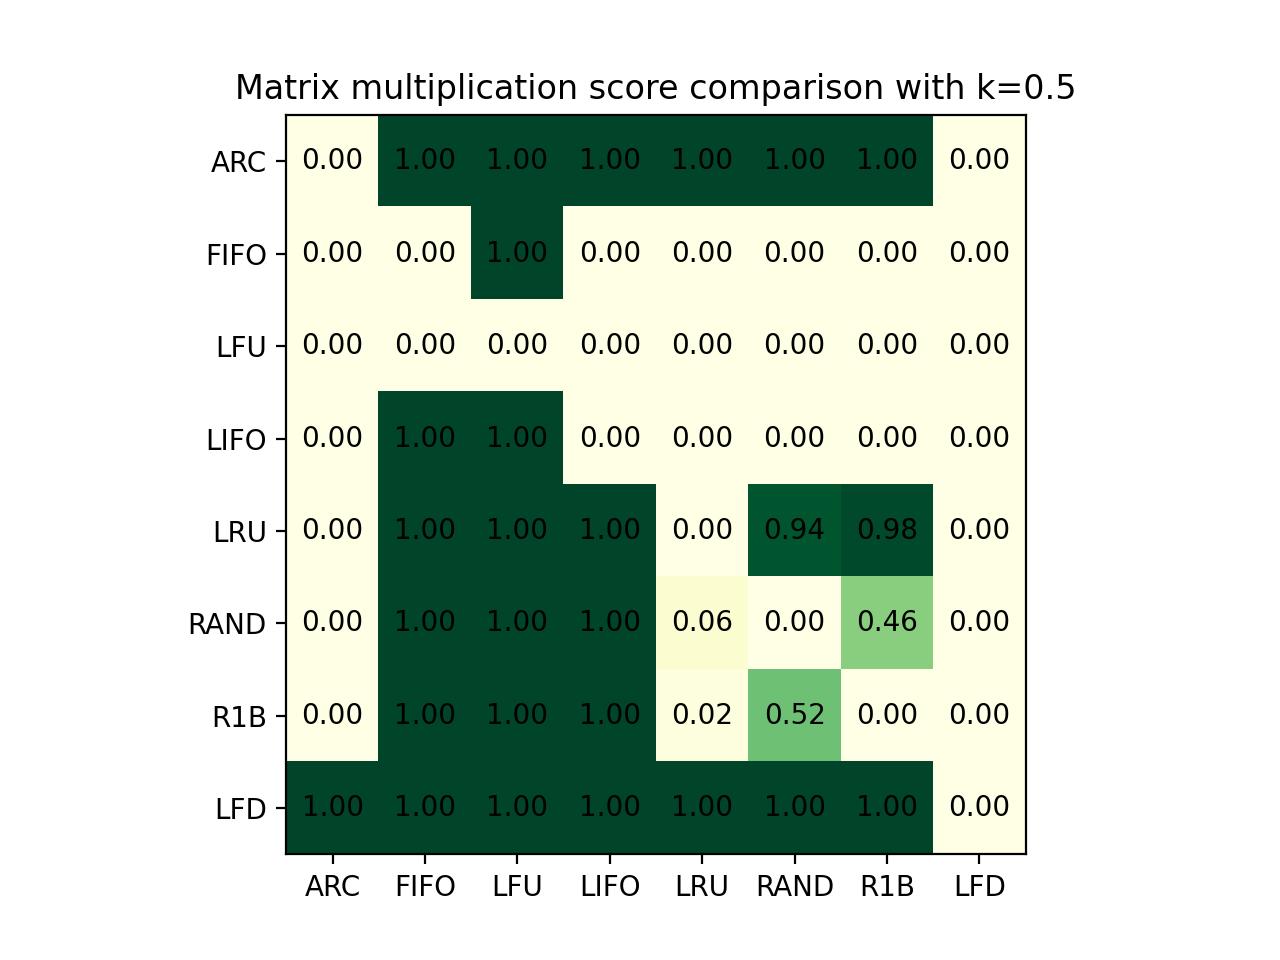 Matrix multiplication score comparison with k=0.5
ARC 0.00 1.00 1.00 1.00 1.00 1.00 1.00 0.00
FIFO 0.00 0.00 1.00 0.00 0.00 0.00 0.00 0.00
LFU 0.00 0.00 0.00 0.00 0.00 0.00 0.00 0.00
LIFO 0.00 1.00 1.00 0.00 0.00 0.00 0.00 0.00
LRU 0.00 1.00 1.00 1.00 0.00 0.94 0.98 0.00
RAND 0.00 1.00 1.00 1.00 0.06 0.00 0.46 0.00
R1B 0.00 1.00 1.00 1.00 0.02 0.52 0.00 0.00
LFD 1.00 1.00 1.00 1.00 1.00 1.00 1.00 0.00
ARC FIFO LFU LIFO LRU RAND R1B LFD